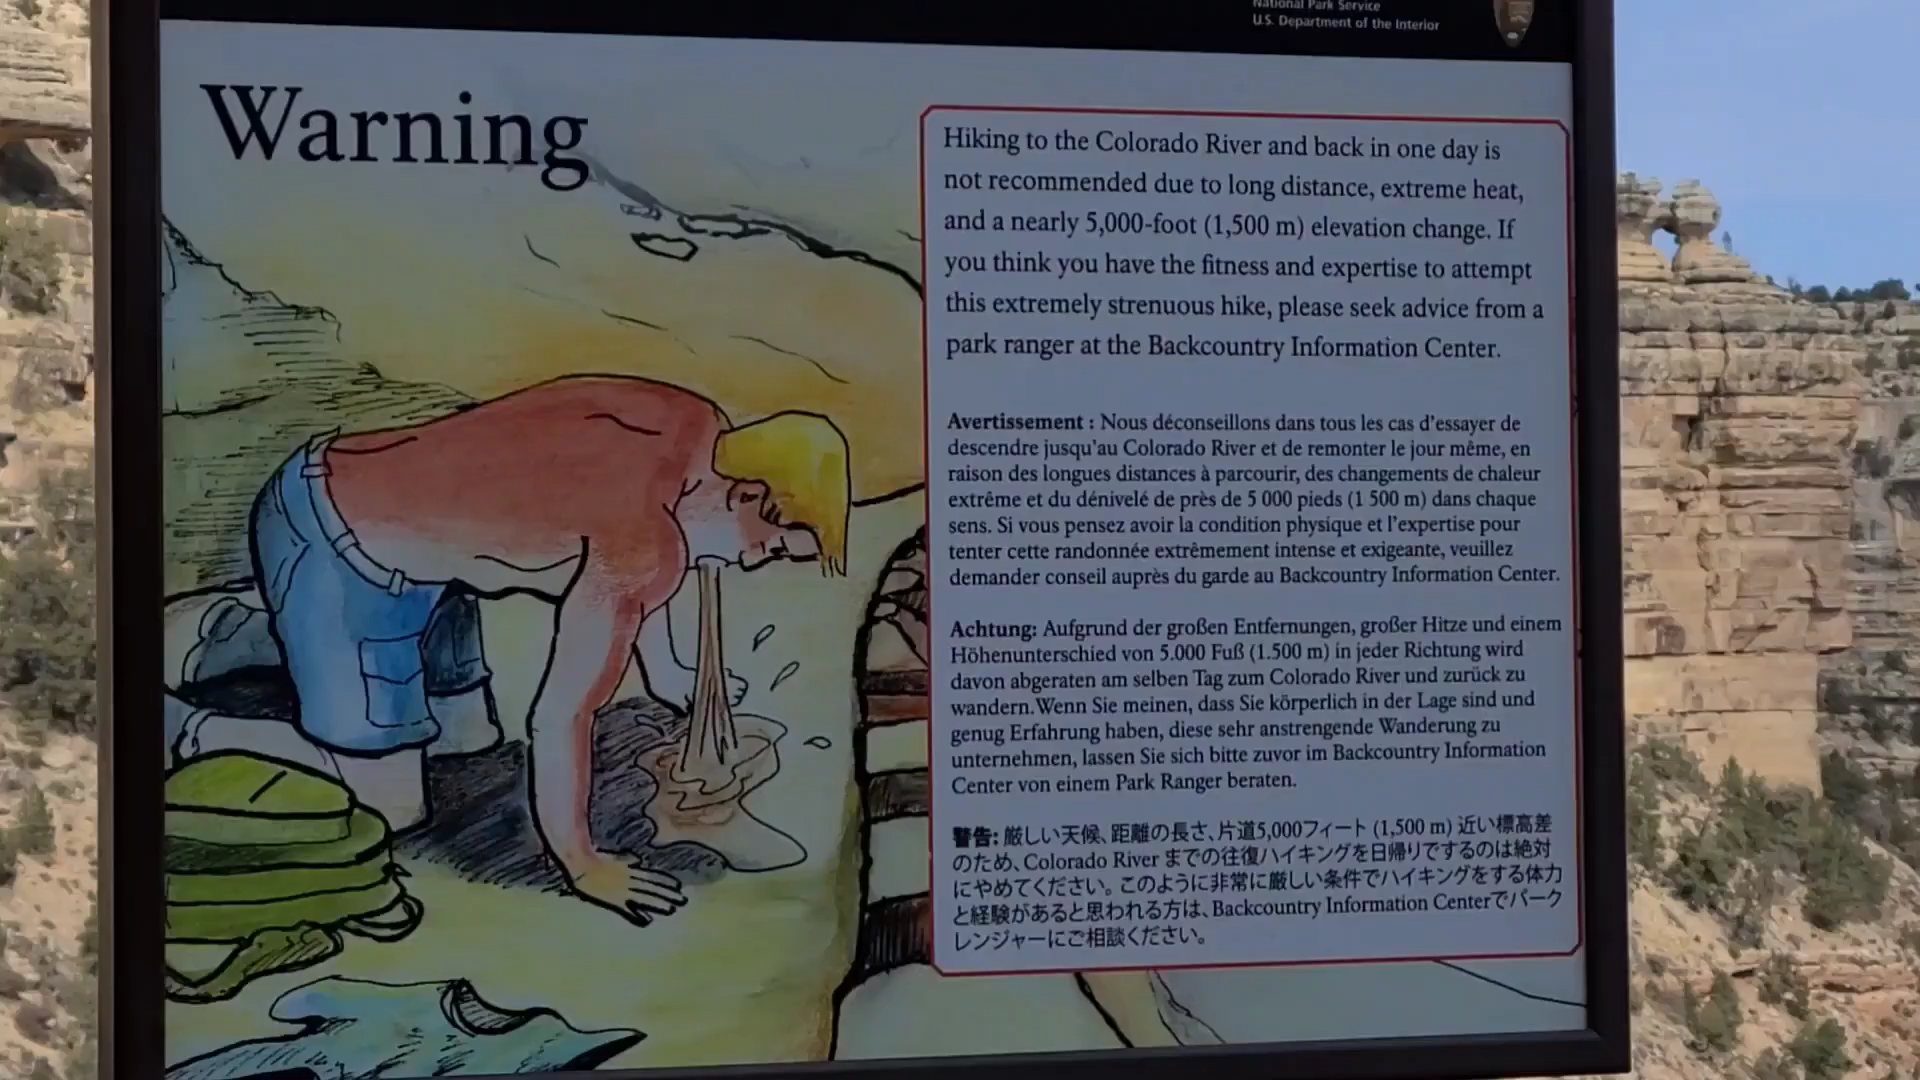 National Park Service
U.S. Department of the Interior
Warning
Hiking to the Colorado River and back in one day is
not recommended due to long distance, extreme heat,
and a nearly 5,000-foot (1,500 m) elevation change. If
you think you have the fitness and expertise to attempt
this extremely strenuous hike, please seek advice from a
park ranger at the Backcountry Information Center.
Avertissement : Nous déconseillons dans tous les cas d'essayer de
descendre jusqu'au Colorado River et de remonter le jour même, en
raison des longues distances à parcourir, des changements de chaleur
extrême et du dénivelé de près de 5 000 pieds (1 500 m) dans chaque
sens. Si vous pensez avoir la condition physique et l'expertise pour
tenter cette randonnée extrêmement intense et exigeante, veuillez
demander conseil auprès du garde au Backcountry Information Center.
Achtung: Aufgrund der großen Entfernungen, großer Hitze und einem
Höhenunterschied von 5.000 Fuß (1.500 m) in jeder Richtung wird
davon abgeraten am selben Tag zum Colorado River und zurück zu
wandern. Wenn Sie meinen, dass Sie körperlich in der Lage sind und
genug Erfahrung haben, diese sehr anstrengende Wanderung zu
unternehmen, lassen Sie sich bitte zuvor im Backcountry Information
Center von einem Park Ranger beraten.
警告: 厳しい天候、距離の長さ、片道5,000フィート (1,500 m) 近い標高差
のため、Colorado River までの往復ハイキングを日帰りでするのは絶対
にやめてください。このように非常に厳しい条件でハイキングをする体力
と経験があると思われる方は、Backcountry Information Centerでパーク
レンジャーにご相談ください。